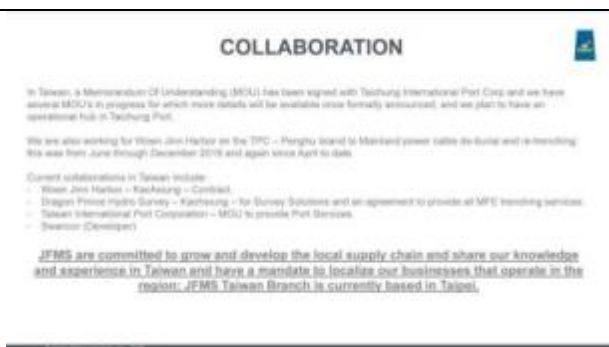 COLLABORATION
In Taiwan, a Memorandum Of Understanding (MOU) has been signed with Taichung International Port Corp and we have
several MOU's in progress for which more details will be available once formally announced, and we plan to have an
operational hub in Taichung Port.
We are also working for Woen Jinn Harbor on the TPC – Penghu Island to Mainland power cable de-burial and re-trenching:
this was from June through December 2019 and again since April to date.
Current collaborations in Taiwan include:
- Woen Jinn Harbor – Kaohsiung – Contract.
- Dragon Prince Hydro Survey – Kaohsiung – for Survey Solutions and an agreement to provide all MFE trenching services.
- Taiwan International Port Corporation – MOU to provide Port Services.
- Swancor (Developer)
JFMS are committed to grow and develop the local supply chain and share our knowledge
and experience in Taiwan and have a mandate to localize our businesses that operate in the
region; JFMS Taiwan Branch is currently based in Taipei.